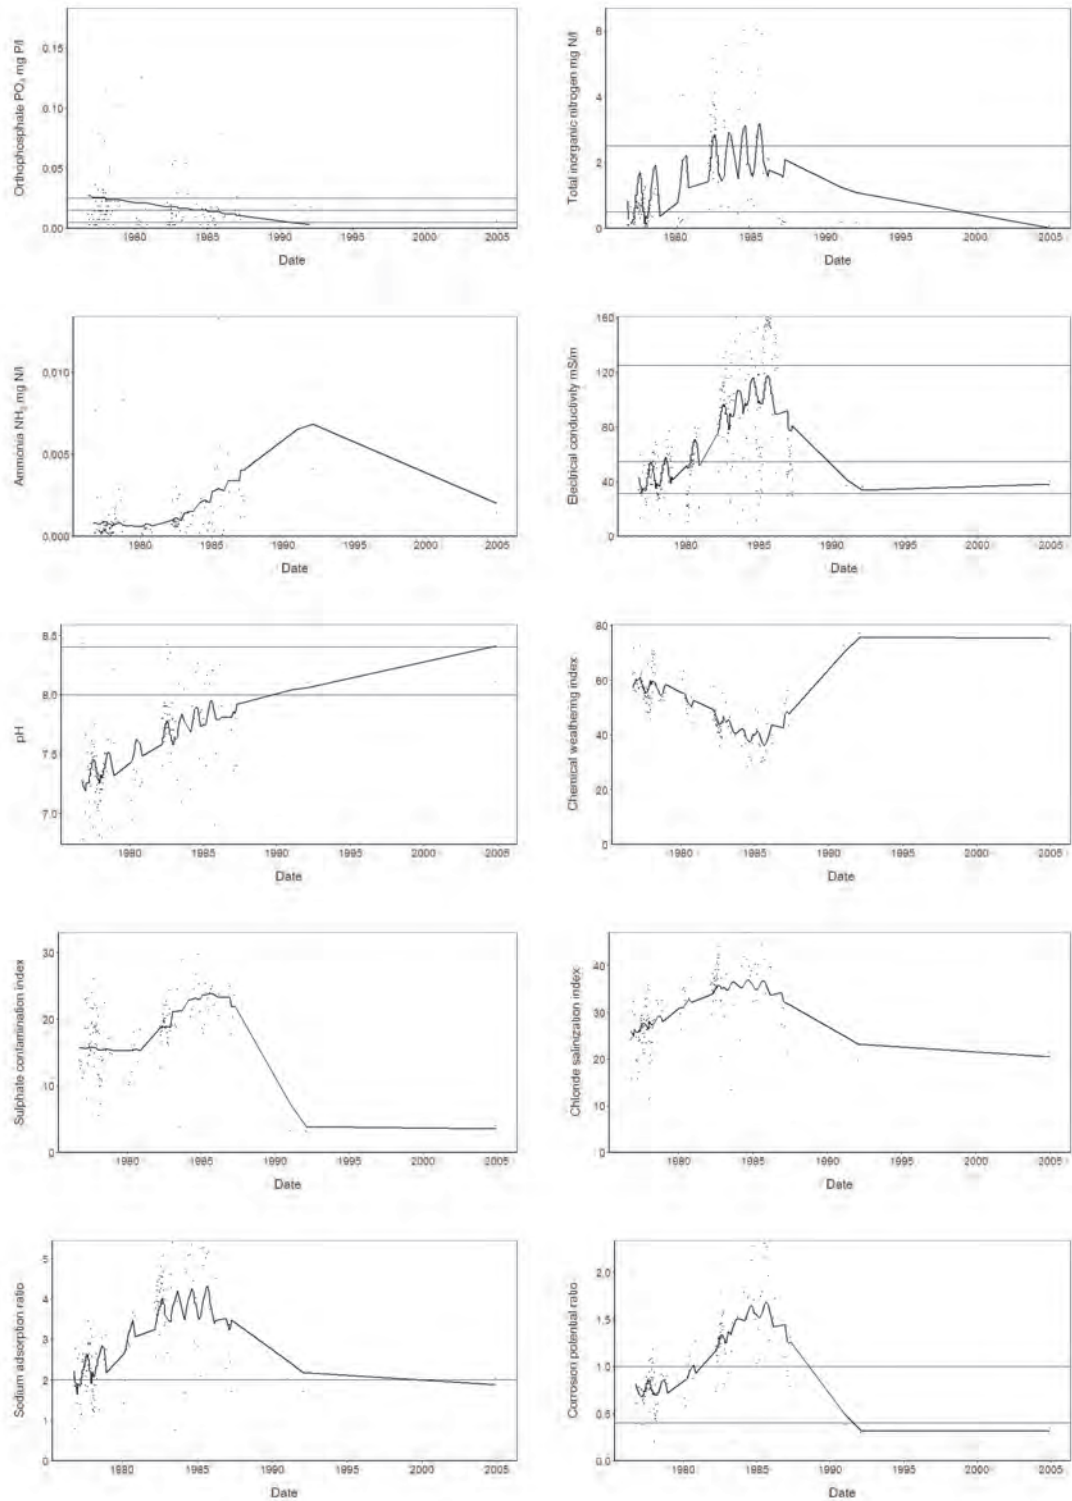 Orthophosphate PO₄ mg P/l
0.15
0.10
0.05
0.00
1980 1985 1990 1995 2000 2005
Date
Total inorganic nitrogen mg N/l
6
4
2
0
1980 1985 1990 1995 2000 2005
Date
Ammonia NH₃ mg N/l
0.010
0.005
0.000
1980 1985 1990 1995 2000 2005
Date
Electrical conductivity mS/m
160
120
80
40
0
1980 1985 1990 1995 2000 2005
Date
pH
8.5
8.0
7.5
7.0
1980 1985 1990 1995 2000 2005
Date
Chemical weathering index
80
60
40
20
0
1980 1985 1990 1995 2000 2005
Date
Sulphate contamination index
30
20
10
0
1980 1985 1990 1995 2000 2005
Date
Chloride salinization index
40
30
20
10
0
1980 1985 1990 1995 2000 2005
Date
Sodium adsorption ratio
5
4
3
2
1
0
1980 1985 1990 1995 2000 2005
Date
Corrosion potential ratio
2.0
1.5
1.0
0.5
0.0
1980 1985 1990 1995 2000 2005
Date